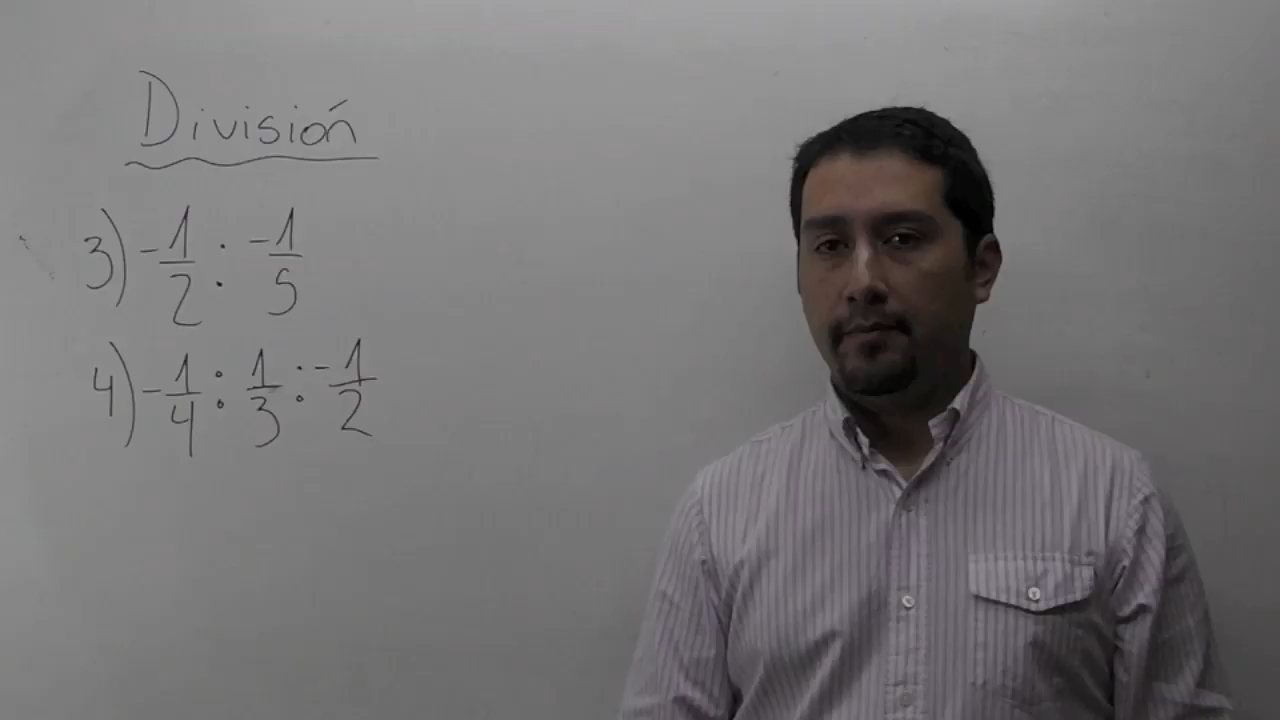 División
3) -1/2 : -1/5
4) -1/4 : 1/3 : -1/2